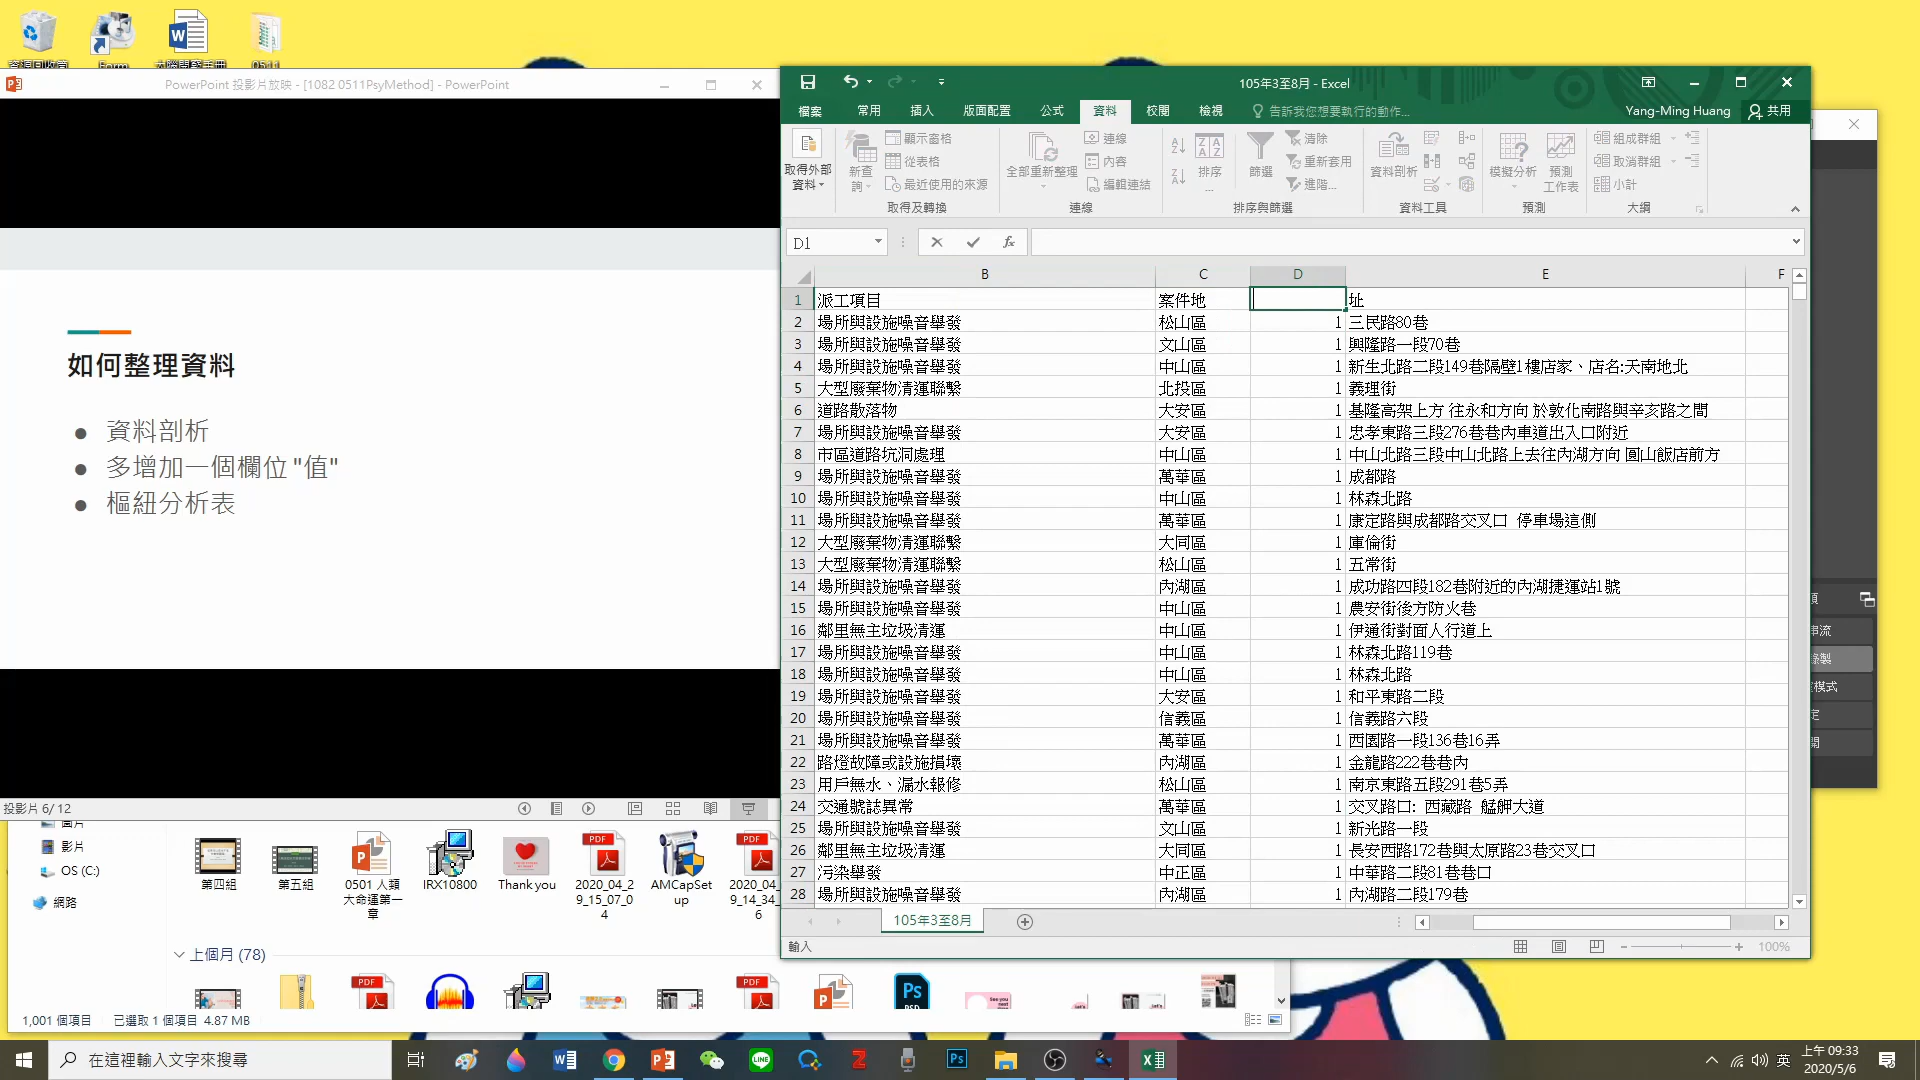 資源回收筒
Form
0511
PowerPoint 投影片放映 - [1082 0511PsyMethod] - PowerPoint
如何整理資料
● 資料剖析
● 多增加一個欄位 "值"
● 樞紐分析表
投影片 6/ 12
圖片
影片
OS (C:)
網路
第四組
第五組
0501 人類大命運第一章
IRX10800
Thank you
2020_04_29_15_07_04
AMCapSetup
2020_04_29_14_34_6
上個月 (78)
1,001 個項目 已選取 1 個項目 4.87 MB
105年3至8月 - Excel
檔案 常用 插入 版面配置 公式 資料 校閱 檢視 告訴我您想要執行的動作...
Yang-Ming Huang 共用
取得外部資料
新查詢
顯示窗格
從表格
最近使用的來源
取得及轉換
全部重新整理
連線
內容
編輯連結
連線
排序...
篩選
清除
重新套用
進階...
排序與篩選
資料剖析
資料工具
模擬分析
預測工作表
預測
組成群組
取消群組
小計
大綱
D1
B C D E F
1 派工項目 案件地 址
2 場所與設施噪音舉發 松山區 1 三民路80巷
3 場所與設施噪音舉發 文山區 1 興隆路一段70巷
4 場所與設施噪音舉發 中山區 1 新生北路二段149巷隔壁1樓店家、店名:天南地北
5 大型廢棄物清運聯繫 北投區 1 義理街
6 道路散落物 大安區 1 基隆高架上方 往永和方向 於敦化南路與辛亥路之間
7 場所與設施噪音舉發 大安區 1 忠孝東路三段276巷巷內車道出入口附近
8 市區道路坑洞處理 中山區 1 中山北路三段中山北路上去往內湖方向 圓山飯店前方
9 場所與設施噪音舉發 萬華區 1 成都路
10 場所與設施噪音舉發 中山區 1 林森北路
11 場所與設施噪音舉發 萬華區 1 康定路與成都路交叉口 停車場這側
12 大型廢棄物清運聯繫 大同區 1 庫倫街
13 大型廢棄物清運聯繫 松山區 1 五常街
14 場所與設施噪音舉發 內湖區 1 成功路四段182巷附近的內湖捷運站1號
15 場所與設施噪音舉發 中山區 1 農安街後方防火巷
16 鄰里無主垃圾清運 中山區 1 伊通街對面人行道上
17 場所與設施噪音舉發 中山區 1 林森北路119巷
18 場所與設施噪音舉發 中山區 1 林森北路
19 場所與設施噪音舉發 大安區 1 和平東路二段
20 場所與設施噪音舉發 信義區 1 信義路六段
21 場所與設施噪音舉發 萬華區 1 西園路一段136巷16弄
22 路燈故障或設施損壞 內湖區 1 金龍路222巷巷內
23 用戶無水、漏水報修 松山區 1 南京東路五段291巷5弄
24 交通號誌異常 萬華區 1 交叉路口: 西藏路 艋舺大道
25 場所與設施噪音舉發 文山區 1 新光路一段
26 鄰里無主垃圾清運 大同區 1 長安西路172巷與太原路23巷交叉口
27 污染舉發 中正區 1 中華路二段81巷巷口
28 場所與設施噪音舉發 內湖區 1 內湖路二段179巷
105年3至8月
輸入
100%
串流
錄製
模式
定
在這裡輸入文字來搜尋
英
上午 09:33
2020/5/6